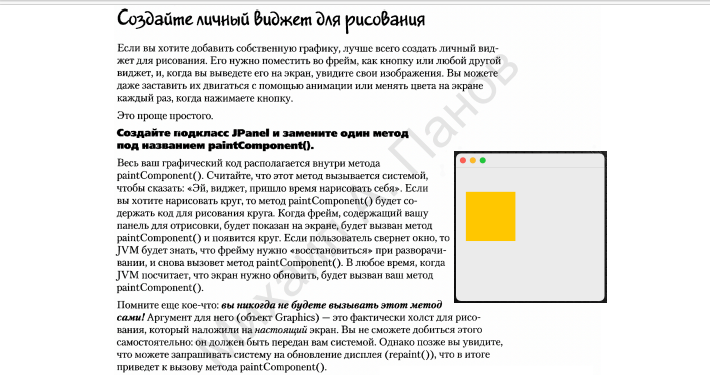 Создайте личный виджет для рисования
Если вы хотите добавить собственную графику, лучше всего создать личный вид-
жет для рисования. Его нужно поместить во фрейм, как кнопку или любой другой
виджет, и, когда вы выведете его на экран, увидите свои изображения. Вы можете
даже заставить их двигаться с помощью анимации или менять цвета на экране
каждый раз, когда нажимаете кнопку.
Это проще простого.
Создайте подкласс JPanel и замените один метод
под названием paintComponent().
Весь ваш графический код располагается внутри метода
paintComponent(). Считайте, что этот метод вызывается системой,
чтобы сказать: «Эй, виджет, пришло время нарисовать себя». Если
вы хотите нарисовать круг, то метод paintComponent() будет со-
держать код для рисования круга. Когда фрейм, содержащий вашу
панель для отрисовки, будет показан на экране, будет вызван метод
paintComponent() и появится круг. Если пользователь свернет окно, то
JVM будет знать, что фрейму нужно «восстановиться» при разворачи-
вании, и снова вызовет метод paintComponent(). В любое время, когда
JVM посчитает, что экран нужно обновить, будет вызван ваш метод
paintComponent().
Помните еще кое-что: вы никогда не будете вызывать этот метод
сами! Аргумент для него (объект Graphics) — это фактически холст для рисо-
вания, который наложен на настоящий экран. Вы не сможете добиться этого
самостоятельно: он должен быть передан вам системой. Однако позже вы увидите,
что можете запрашивать систему на обновление дисплея (repaint()), что в итоге
приведет к вызову метода paintComponent().
Михаил А. Панов